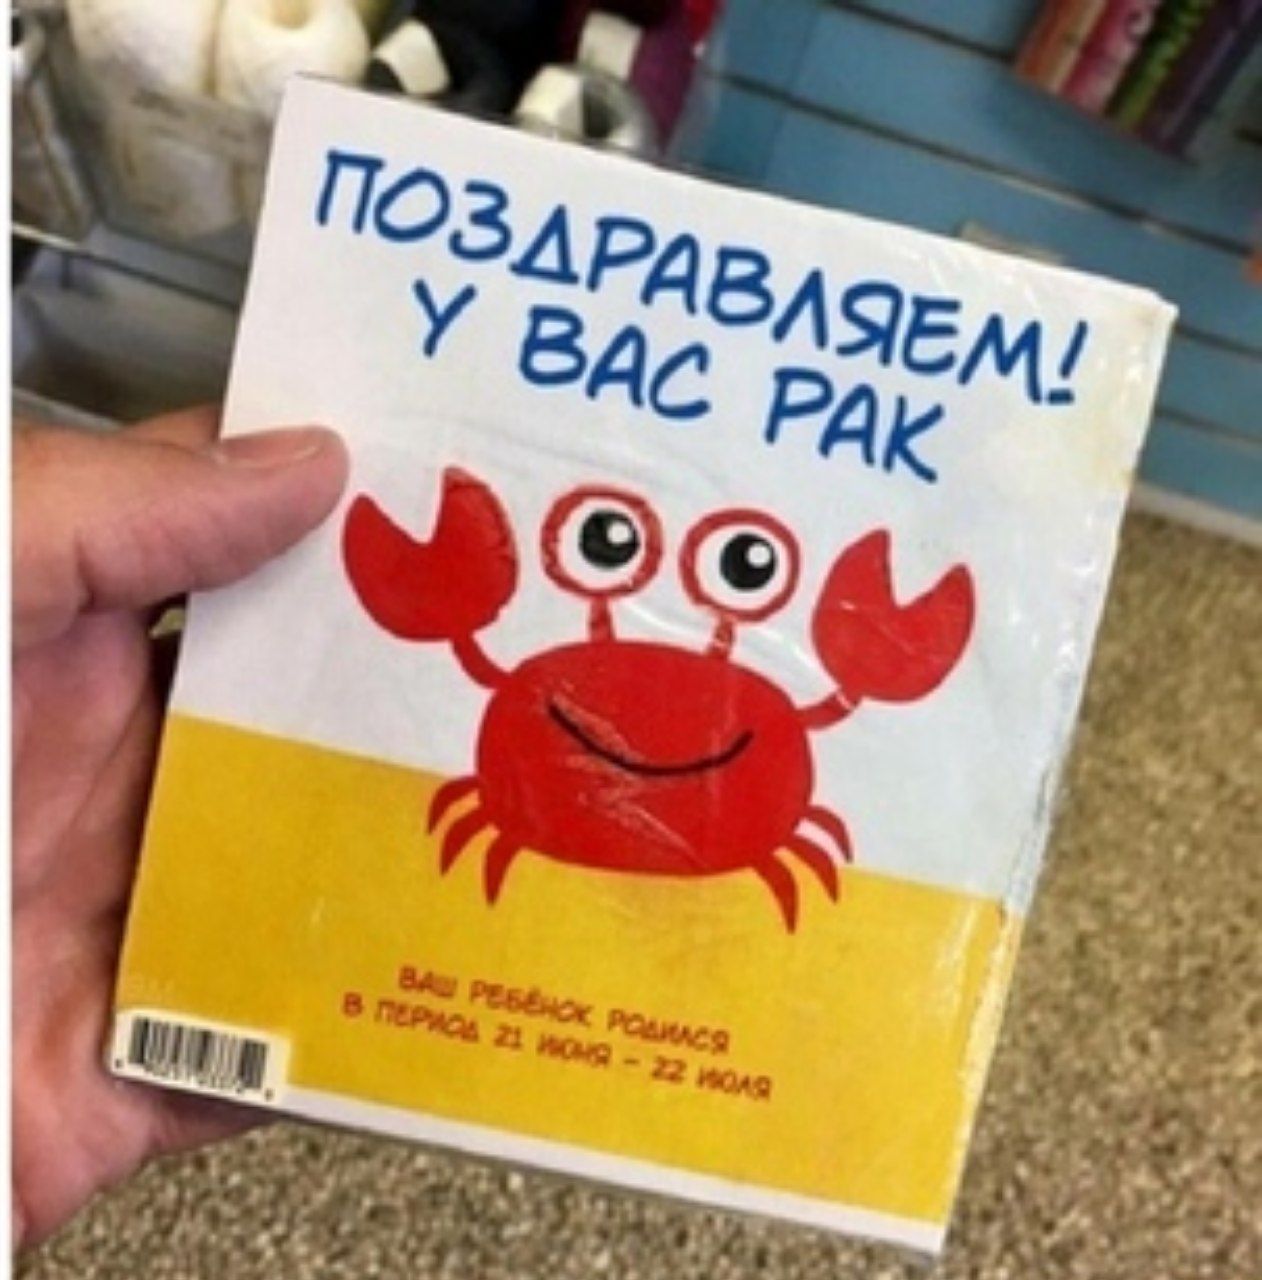 ПОЗДРАВЛЯЕМ!
У ВАС РАК
ВАШ РЕБЁНОК РОДИЛСЯ
В ПЕРИОД 21 ИЮНЯ - 22 ИЮЛЯ